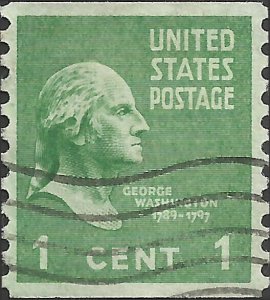 UNITED
STATES
POSTAGE
GEORGE
WASHINGTON
1789-1797
1 CENT 1